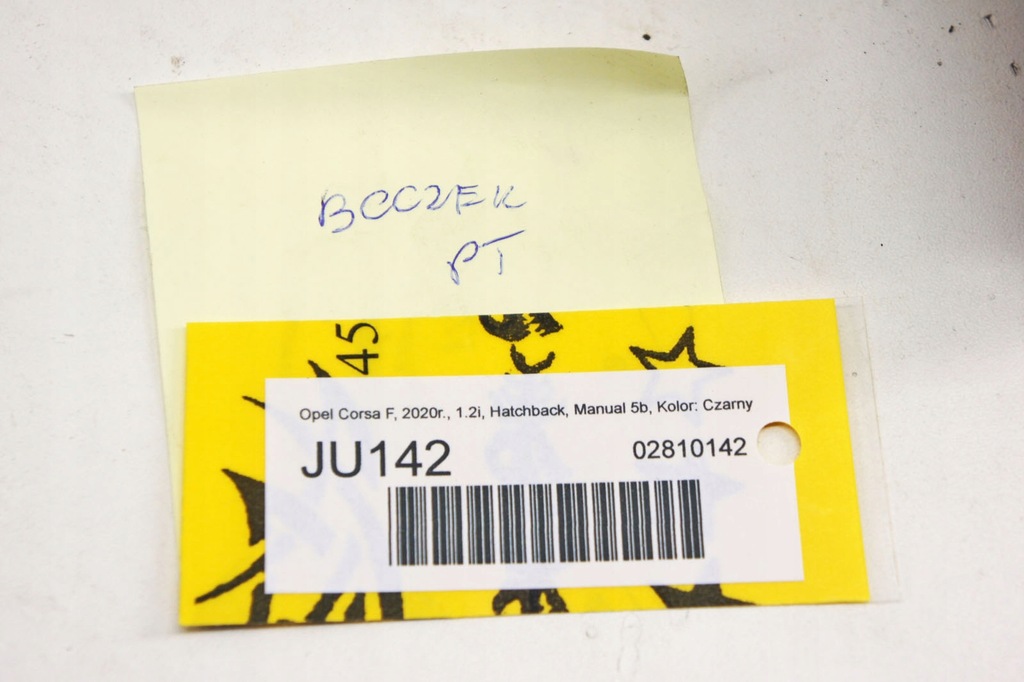 BOCZEK
PT
45
Opel Corsa F, 2020r., 1.2i, Hatchback, Manual 5b, Kolor: Czarny
JU142
02810142